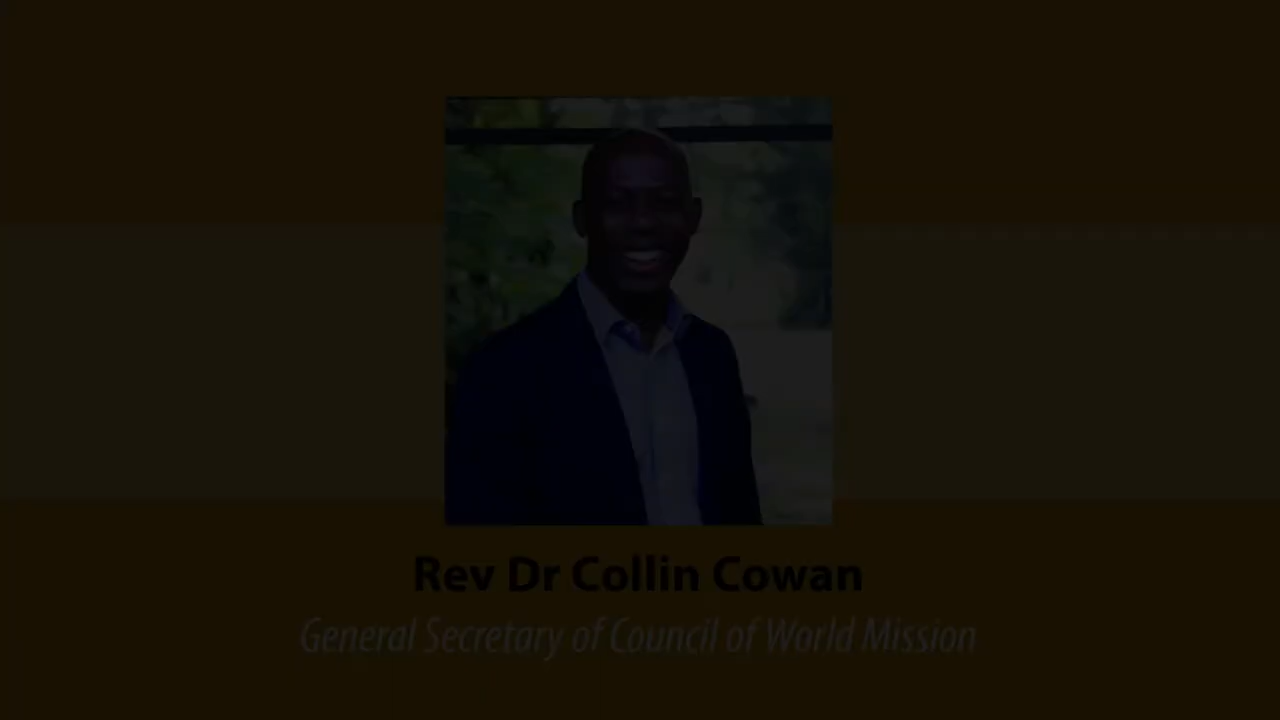 Rev Dr Collin Cowan
General Secretary of Council of World Mission